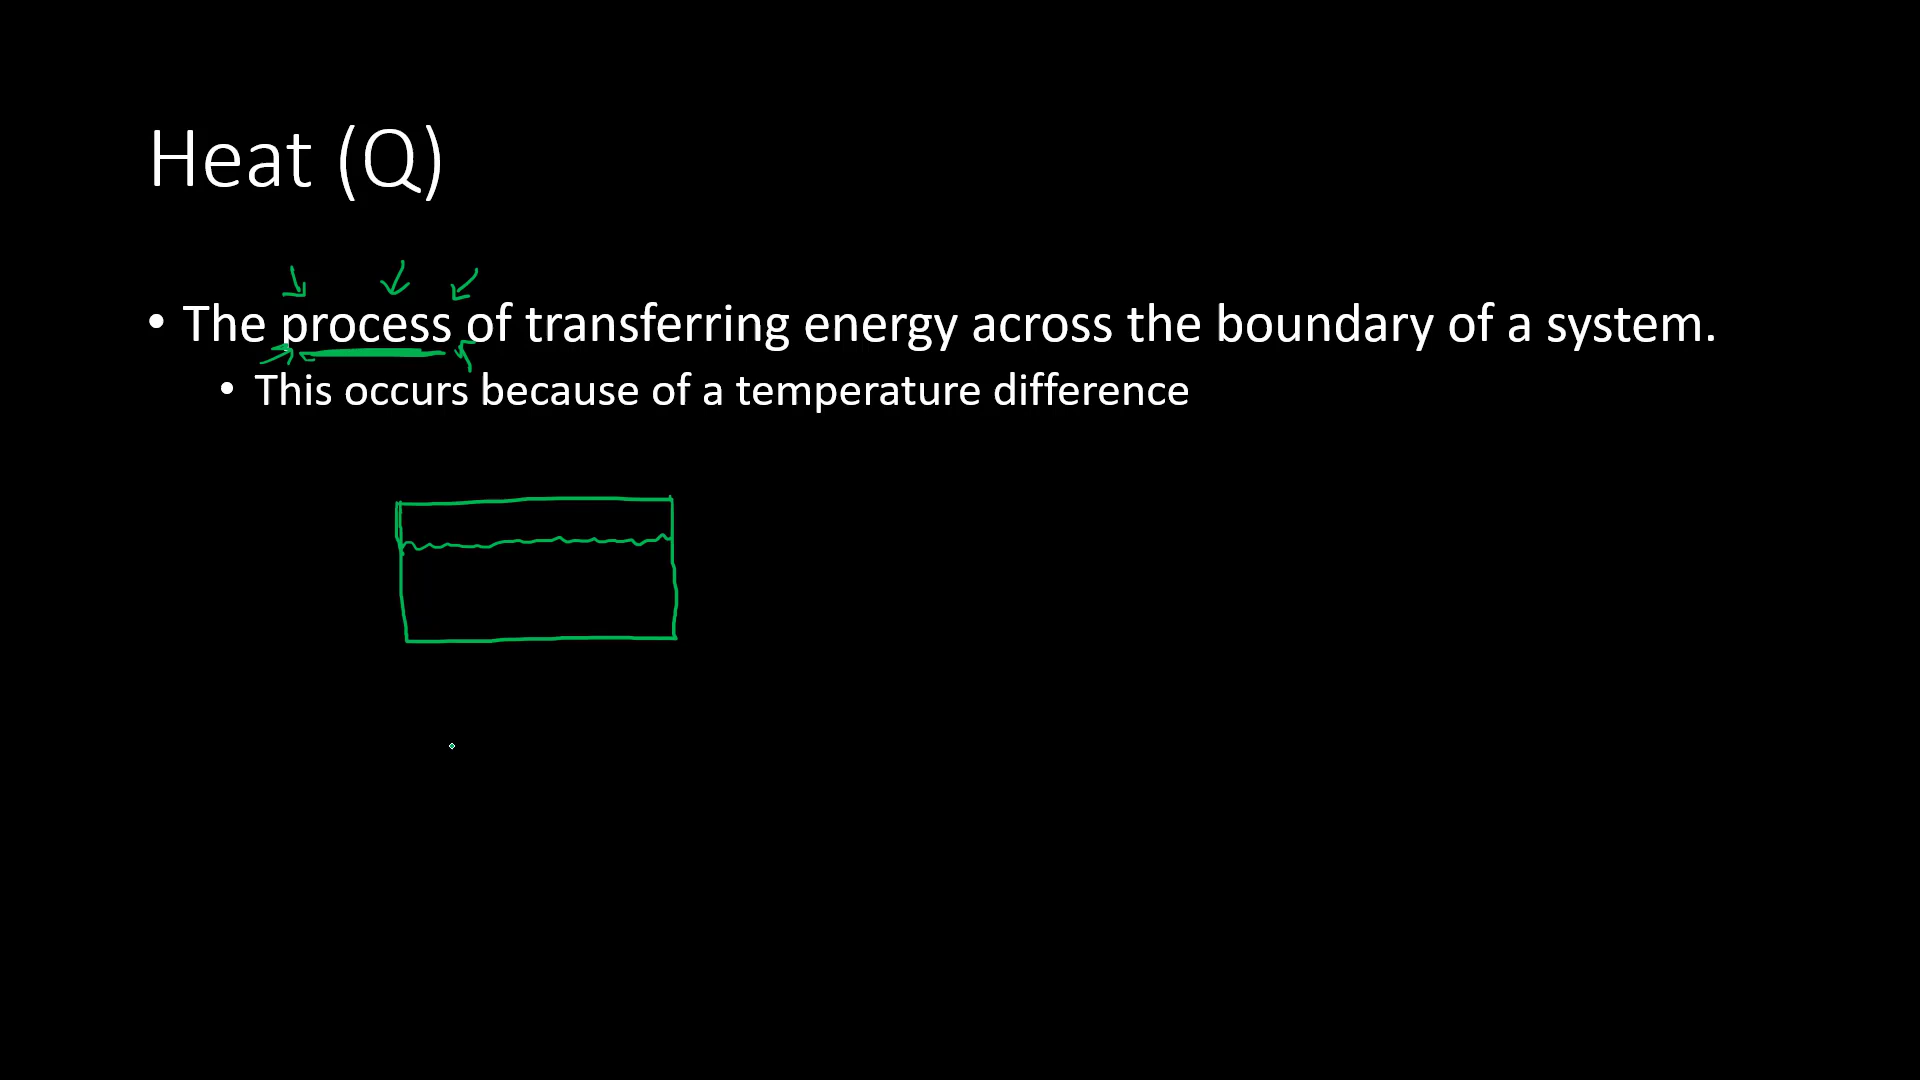 Heat (Q)
• The process of transferring energy across the boundary of a system.
• This occurs because of a temperature difference